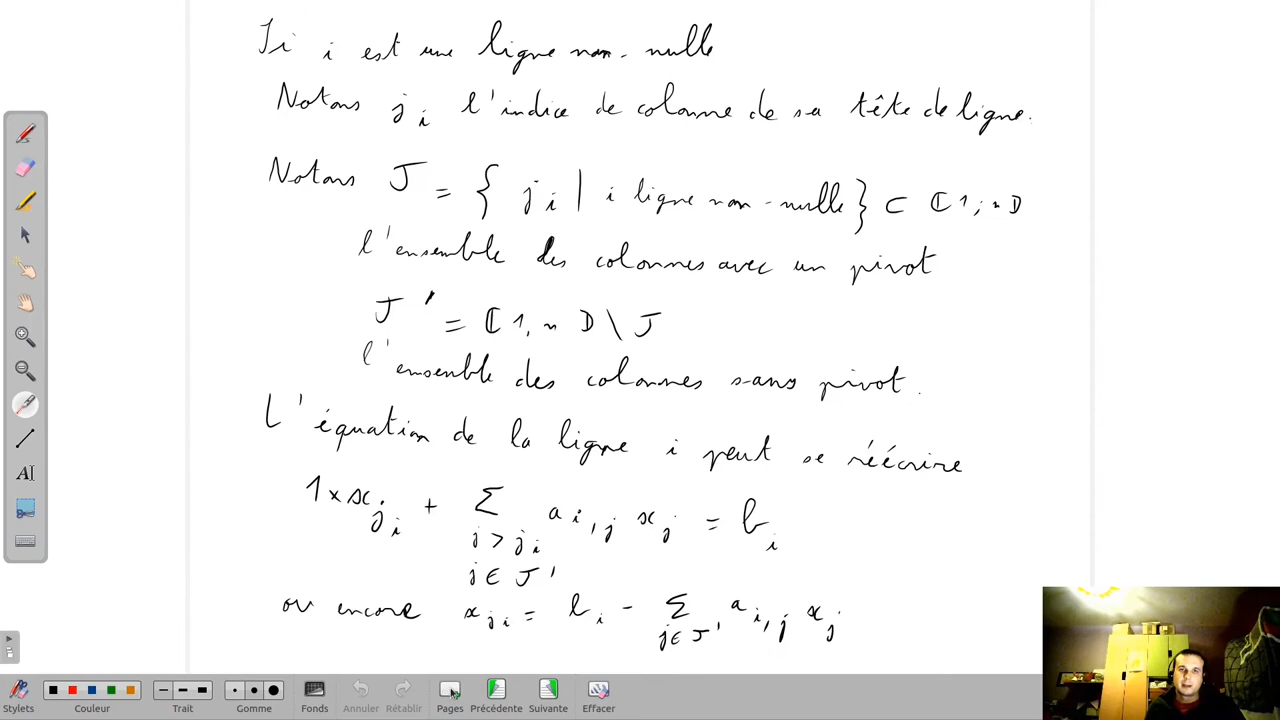 Si i est une ligne non-nulle
Notons j_i l'indice de colonne de sa tête de ligne.
Notons J = { j_i | i ligne non-nulle } ⊂ ⟦1; n⟧
l'ensemble des colonnes avec un pivot
J' = ⟦1, n⟧ \ J
l'ensemble des colonnes sans pivot.
L'équation de la ligne i peut se réécrire
1 × x_{j_i} + Σ_{j > j_i, j ∈ J'} a_{i,j} x_j = b_i
ou encore x_{j_i} = b_i - Σ_{j ∈ J'} a_{i,j} x_j
AI
Stylets Couleur Trait Gomme Fonds Annuler Rétablir Pages Précédente Suivante Effacer